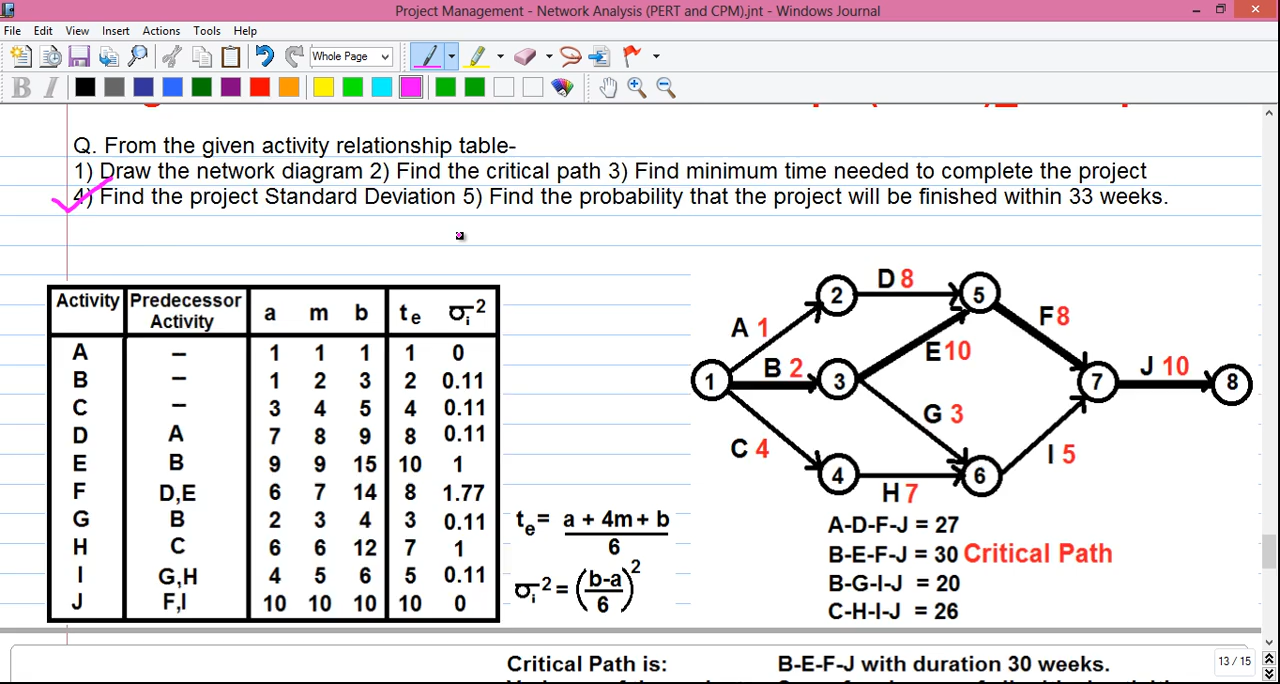 Project Management - Network Analysis (PERT and CPM).jnt - Windows Journal
File Edit View Insert Actions Tools Help
Whole Page
B I
Q. From the given activity relationship table-
1) Draw the network diagram 2) Find the critical path 3) Find minimum time needed to complete the project
4) Find the project Standard Deviation 5) Find the probability that the project will be finished within 33 weeks.
Activity Predecessor Activity a m b te σi²
A – 1 1 1 1 0
B – 1 2 3 2 0.11
C – 3 4 5 4 0.11
D A 7 8 9 8 0.11
E B 9 9 15 10 1
F D,E 6 7 14 8 1.77
G B 2 3 4 3 0.11
H C 6 6 12 7 1
I G,H 4 5 6 5 0.11
J F,I 10 10 10 10 0
te = a + 4m + b
6
σi² = (b-a/6)²
2 D 8 5
A 1 F8
E10
1 B 2 3 7 J 10 8
G 3
C 4 I 5
4 H 7 6
A-D-F-J = 27
B-E-F-J = 30 Critical Path
B-G-I-J = 20
C-H-I-J = 26
13 / 15
Critical Path is: B-E-F-J with duration 30 weeks.